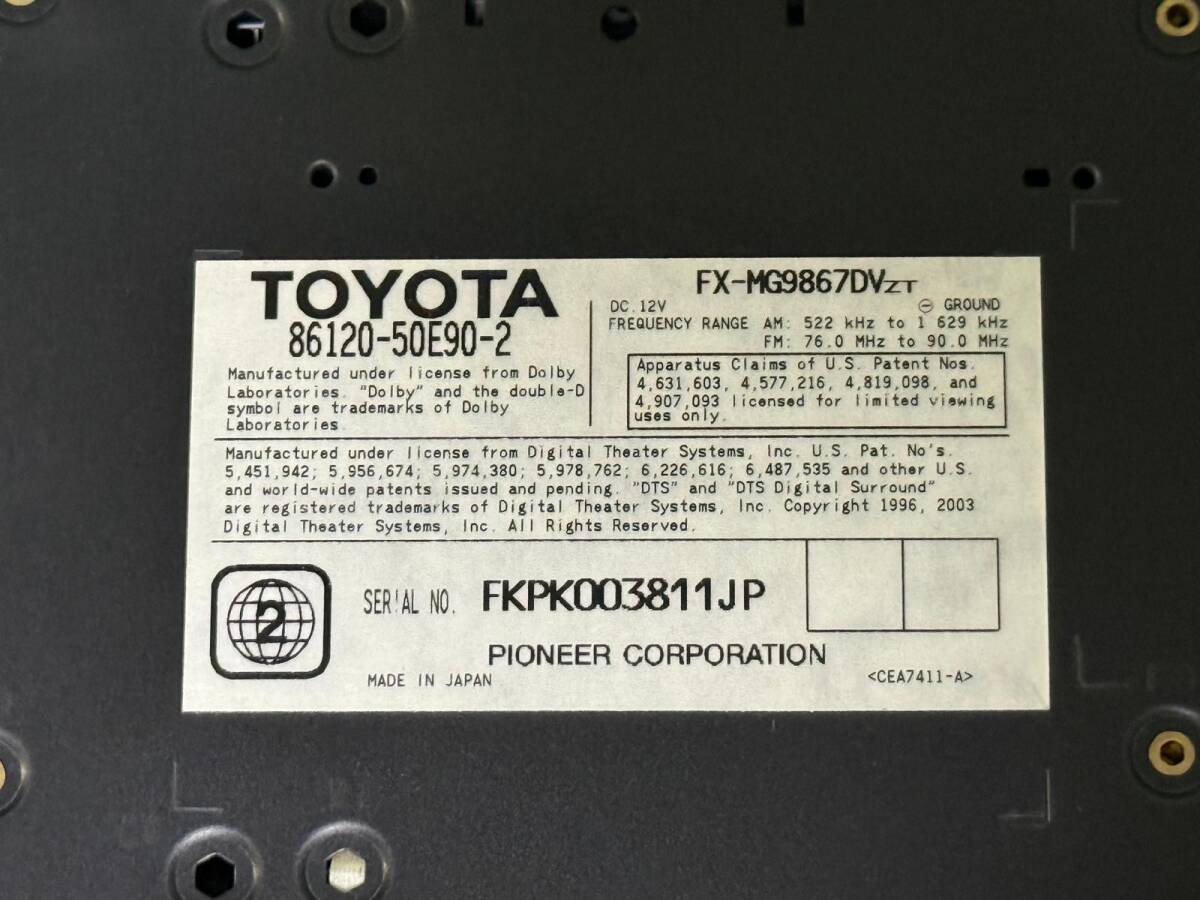 TOYOTA
86120-50E90-2
Manufactured under license from Dolby
Laboratories. "Dolby" and the double-D
symbol are trademarks of Dolby
Laboratories.
FX-MG9867DVZT
DC.12V ⊖ GROUND
FREQUENCY RANGE AM: 522 kHz to 1 629 kHz
FM: 76.0 MHz to 90.0 MHz
Apparatus Claims of U.S. Patent Nos.
4,631,603, 4,577,216, 4,819,098, and
4,907,093 licensed for limited viewing
uses only.
Manufactured under license from Digital Theater Systems, Inc. U.S. Pat. No's.
5,451,942; 5,956,674; 5,974,380; 5,978,762; 6,226,616; 6,487,535 and other U.S.
and world-wide patents issued and pending. "DTS" and "DTS Digital Surround"
are registered trademarks of Digital Theater Systems, Inc. Copyright 1996, 2003
Digital Theater Systems, Inc. All Rights Reserved.
2
SERIAL NO. FKPK003811JP
PIONEER CORPORATION
MADE IN JAPAN
<CEA7411-A>